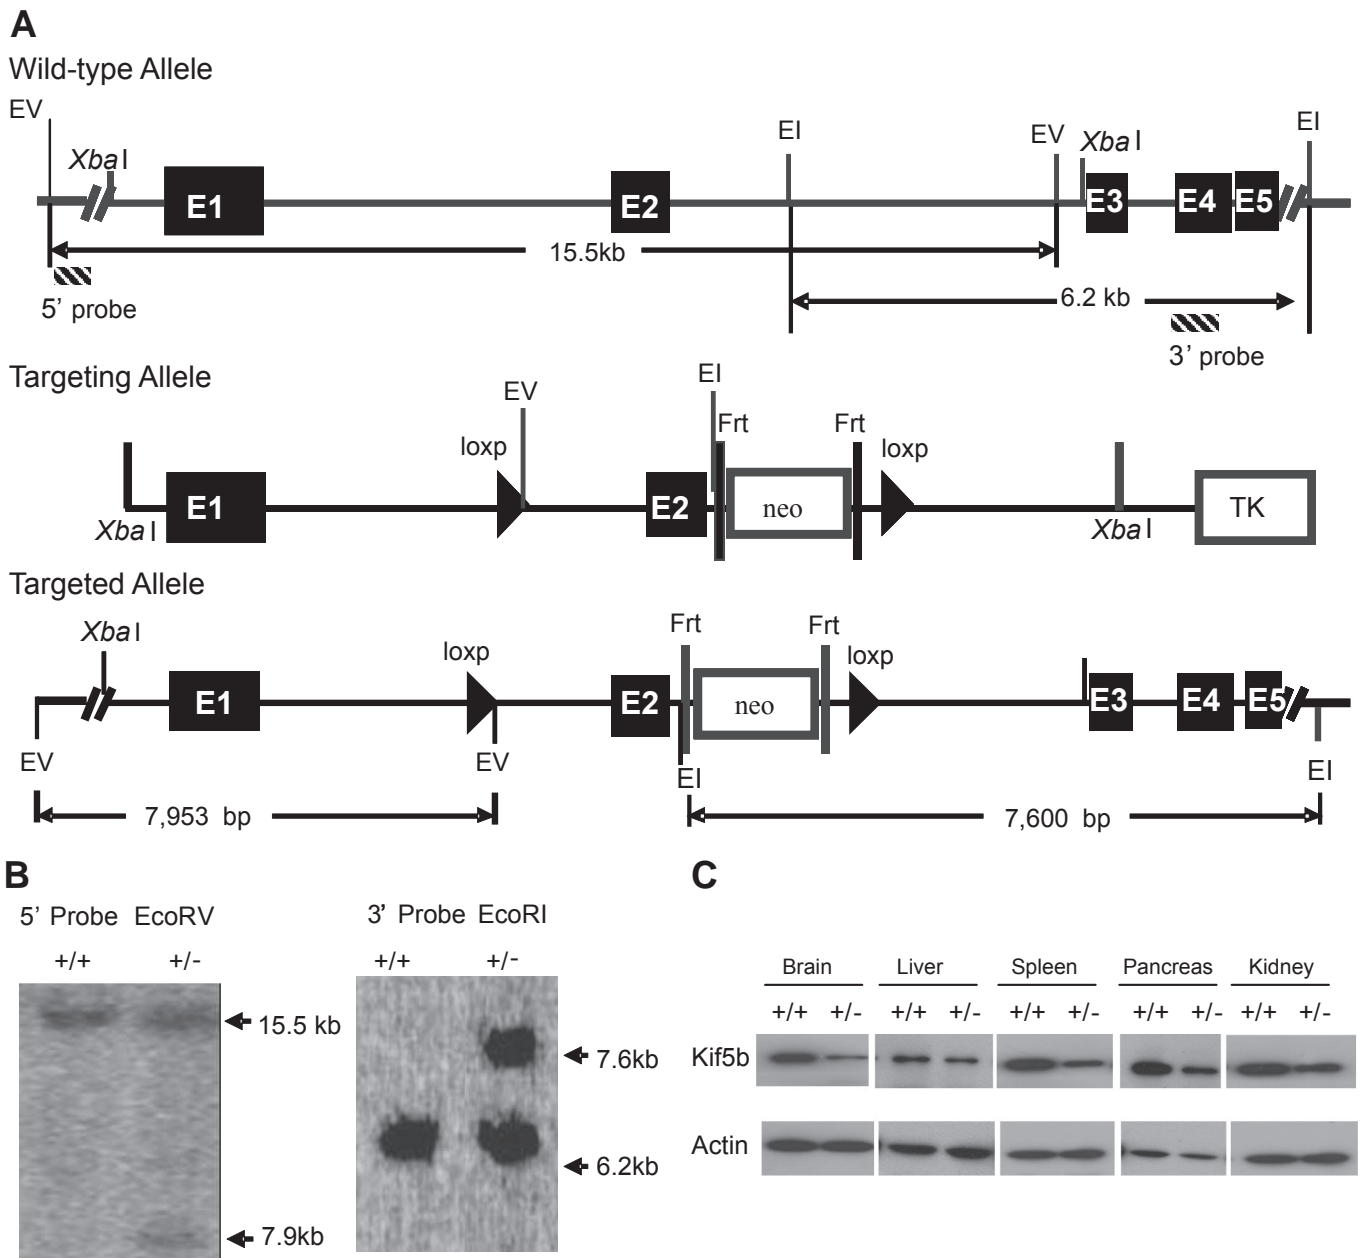 A
Wild-type Allele
EV
XbaI
E1
E2
EI
EV
XbaI
E3
E4
E5
EI
15.5kb
5' probe
6.2 kb
3' probe
Targeting Allele
XbaI
E1
loxp
EV
E2
EI
Frt
neo
Frt
loxp
XbaI
TK
Targeted Allele
XbaI
EV
E1
loxp
EV
E2
Frt
EI
neo
Frt
loxp
E3
E4
E5
EI
7,953 bp
7,600 bp
B
5' Probe EcoRV
+/+ +/-
15.5 kb
7.9kb
3' Probe EcoRI
+/+ +/-
7.6kb
6.2kb
C
Brain Liver Spleen Pancreas Kidney
+/+ +/- +/+ +/- +/+ +/- +/+ +/- +/+ +/-
Kif5b
Actin